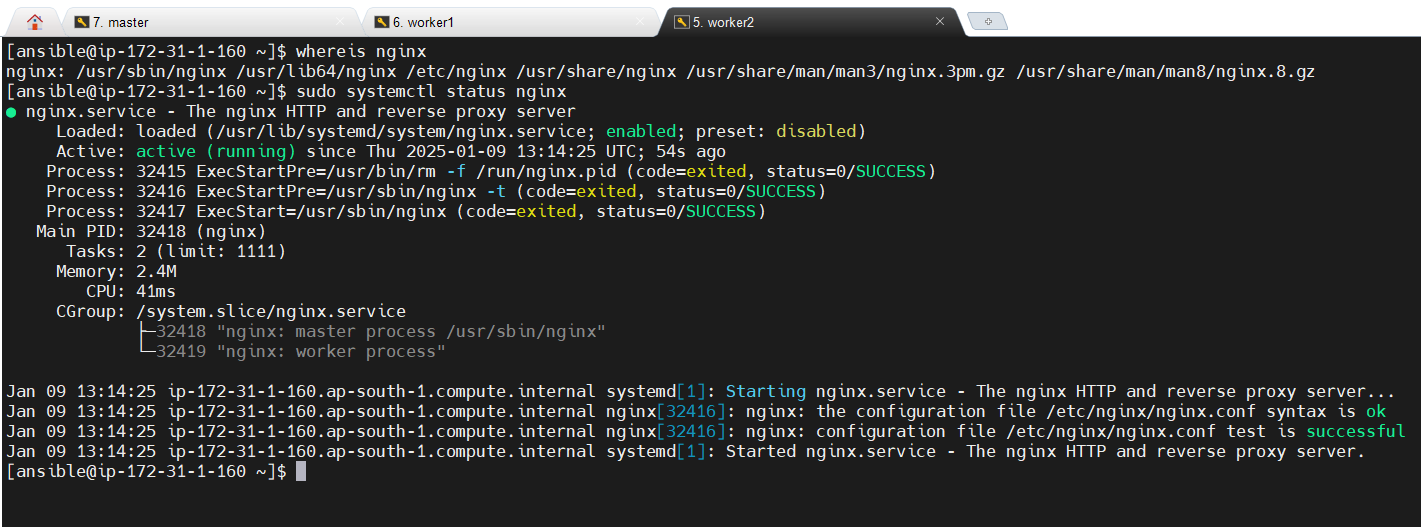 7. master
6. worker1
5. worker2
[ansible@ip-172-31-1-160 ~]$ whereis nginx
nginx: /usr/sbin/nginx /usr/lib64/nginx /etc/nginx /usr/share/nginx /usr/share/man/man3/nginx.3pm.gz /usr/share/man/man8/nginx.8.gz
[ansible@ip-172-31-1-160 ~]$ sudo systemctl status nginx
● nginx.service - The nginx HTTP and reverse proxy server
     Loaded: loaded (/usr/lib/systemd/system/nginx.service; enabled; preset: disabled)
     Active: active (running) since Thu 2025-01-09 13:14:25 UTC; 54s ago
    Process: 32415 ExecStartPre=/usr/bin/rm -f /run/nginx.pid (code=exited, status=0/SUCCESS)
    Process: 32416 ExecStartPre=/usr/sbin/nginx -t (code=exited, status=0/SUCCESS)
    Process: 32417 ExecStart=/usr/sbin/nginx (code=exited, status=0/SUCCESS)
   Main PID: 32418 (nginx)
      Tasks: 2 (limit: 1111)
     Memory: 2.4M
        CPU: 41ms
     CGroup: /system.slice/nginx.service
             ├─32418 "nginx: master process /usr/sbin/nginx"
             └─32419 "nginx: worker process"
Jan 09 13:14:25 ip-172-31-1-160.ap-south-1.compute.internal systemd[1]: Starting nginx.service - The nginx HTTP and reverse proxy server...
Jan 09 13:14:25 ip-172-31-1-160.ap-south-1.compute.internal nginx[32416]: nginx: the configuration file /etc/nginx/nginx.conf syntax is ok
Jan 09 13:14:25 ip-172-31-1-160.ap-south-1.compute.internal nginx[32416]: nginx: configuration file /etc/nginx/nginx.conf test is successful
Jan 09 13:14:25 ip-172-31-1-160.ap-south-1.compute.internal systemd[1]: Started nginx.service - The nginx HTTP and reverse proxy server.
[ansible@ip-172-31-1-160 ~]$